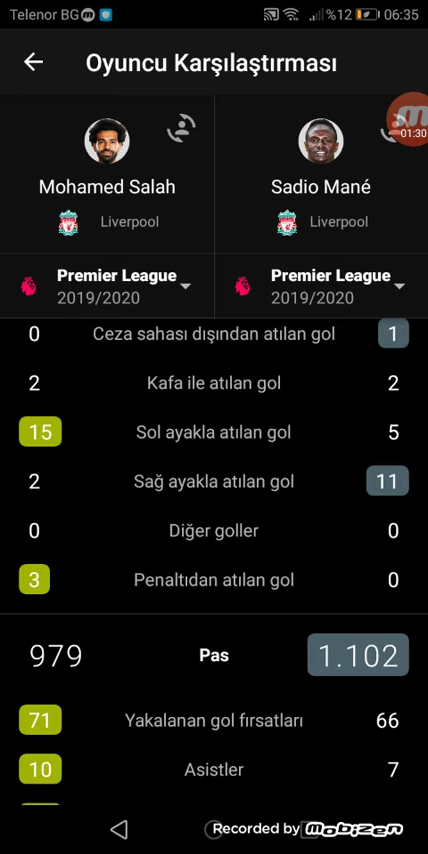 Telenor BG %12 06:35
Oyuncu Karşılaştırması
01:30
Mohamed Salah Sadio Mané
Liverpool Liverpool
Premier League Premier League
2019/2020 2019/2020
0 Ceza sahası dışından atılan gol 1
2 Kafa ile atılan gol 2
15 Sol ayakla atılan gol 5
2 Sağ ayakla atılan gol 11
0 Diğer goller 0
3 Penaltıdan atılan gol 0
979 Pas 1.102
71 Yakalanan gol fırsatları 66
10 Asistler 7
Recorded by mobizen